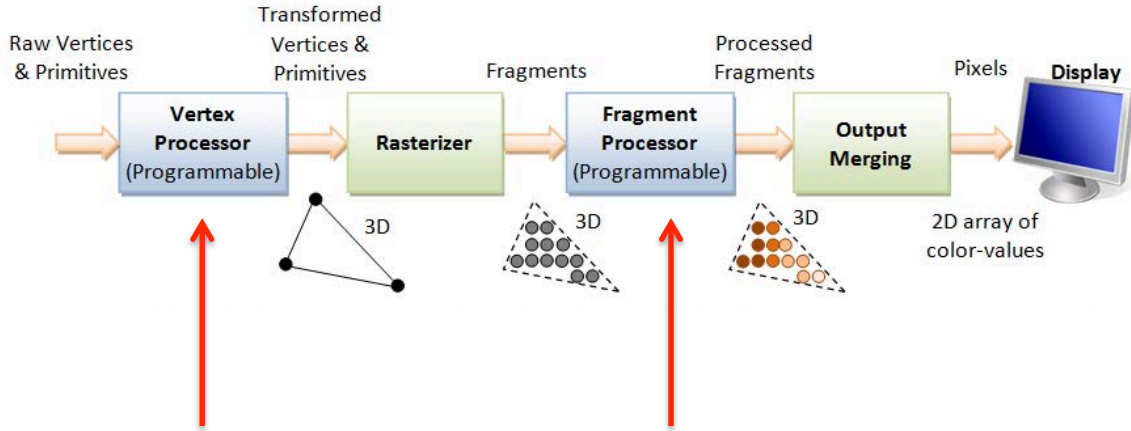 Raw Vertices
& Primitives
Vertex
Processor
(Programmable)
Transformed
Vertices &
Primitives
3D
Rasterizer
Fragments
3D
Fragment
Processor
(Programmable)
Processed
Fragments
3D
Output
Merging
Pixels
2D array of
color-values
Display